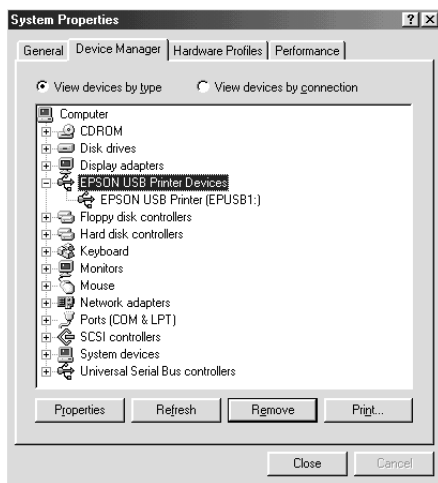 System Properties
General Device Manager Hardware Profiles Performance
View devices by type View devices by connection
Computer
CDROM
Disk drives
Display adapters
EPSON USB Printer Devices
EPSON USB Printer (EPUSB1:)
Floppy disk controllers
Hard disk controllers
Keyboard
Monitors
Mouse
Network adapters
Ports (COM & LPT)
SCSI controllers
System devices
Universal Serial Bus controllers
Properties Refresh Remove Print...
Close Cancel